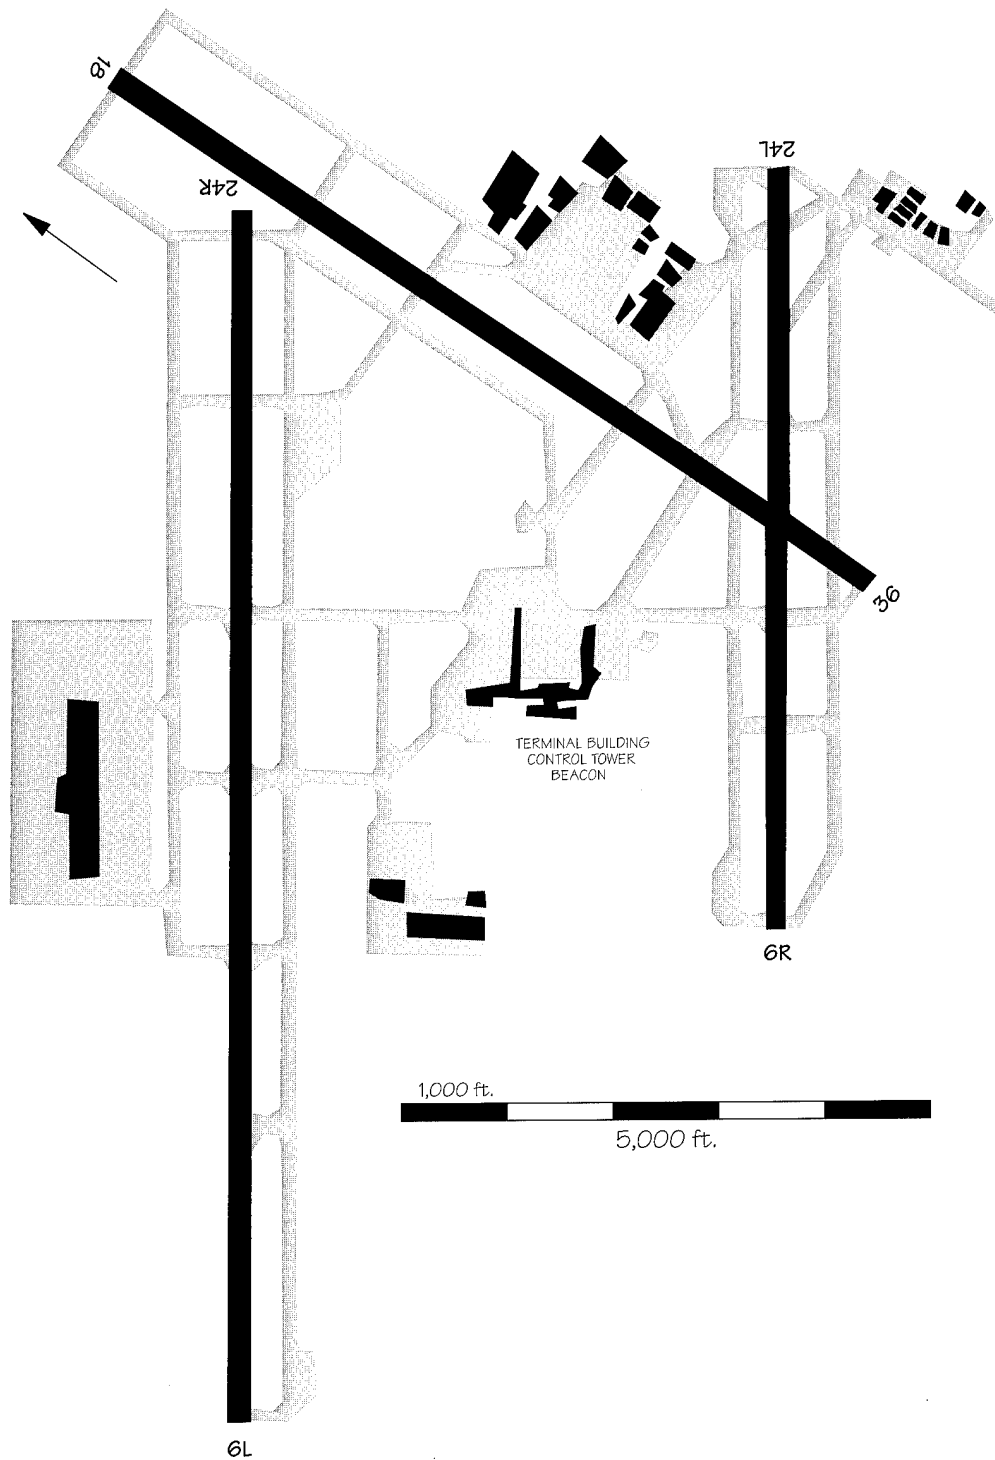 18
24R
24L
36
TERMINAL BUILDING
CONTROL TOWER
BEACON
6R
1,000 ft.
5,000 ft.
6L